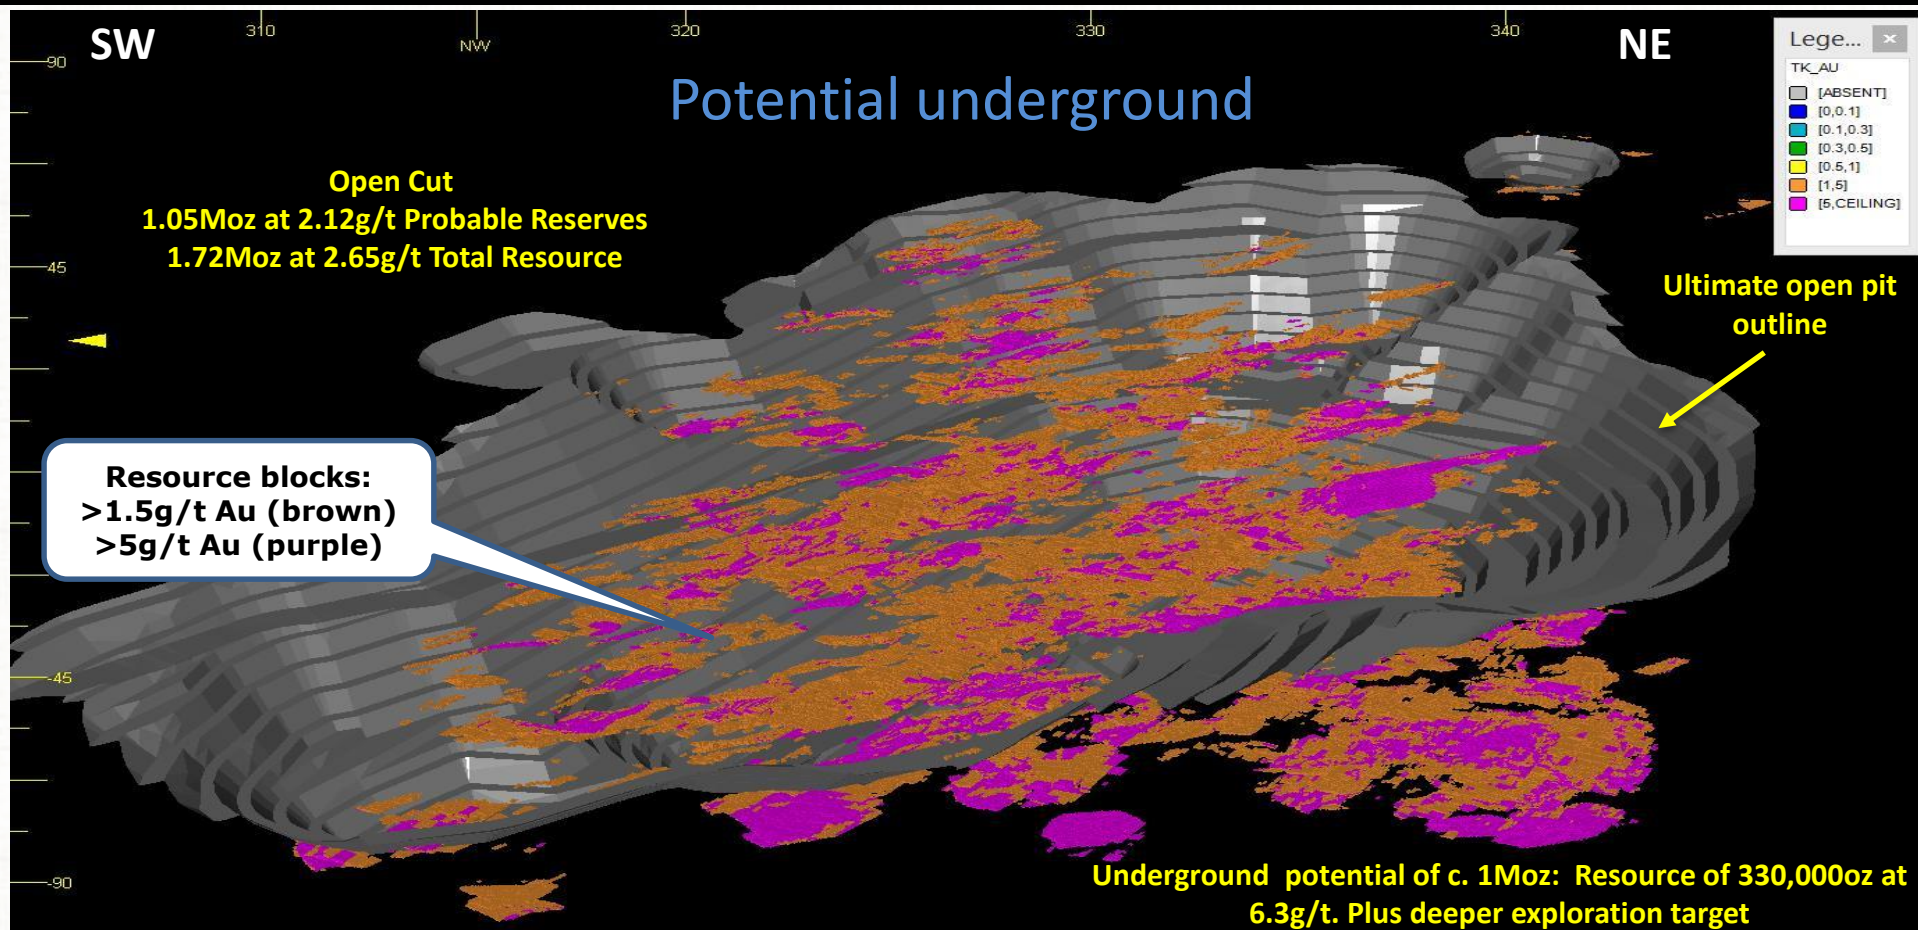 310
320
330
340
SW
NW
NE
90
45
-45
-90
Potential underground
Open Cut
1.05Moz at 2.12g/t Probable Reserves
1.72Moz at 2.65g/t Total Resource
Lege... ×
TK_AU
[ABSENT]
[0,0.1]
[0.1,0.3]
[0.3,0.5]
[0.5,1]
[1,5]
[5,CEILING]
Ultimate open pit
outline
Resource blocks:
>1.5g/t Au (brown)
>5g/t Au (purple)
Underground potential of c. 1Moz: Resource of 330,000oz at
6.3g/t. Plus deeper exploration target